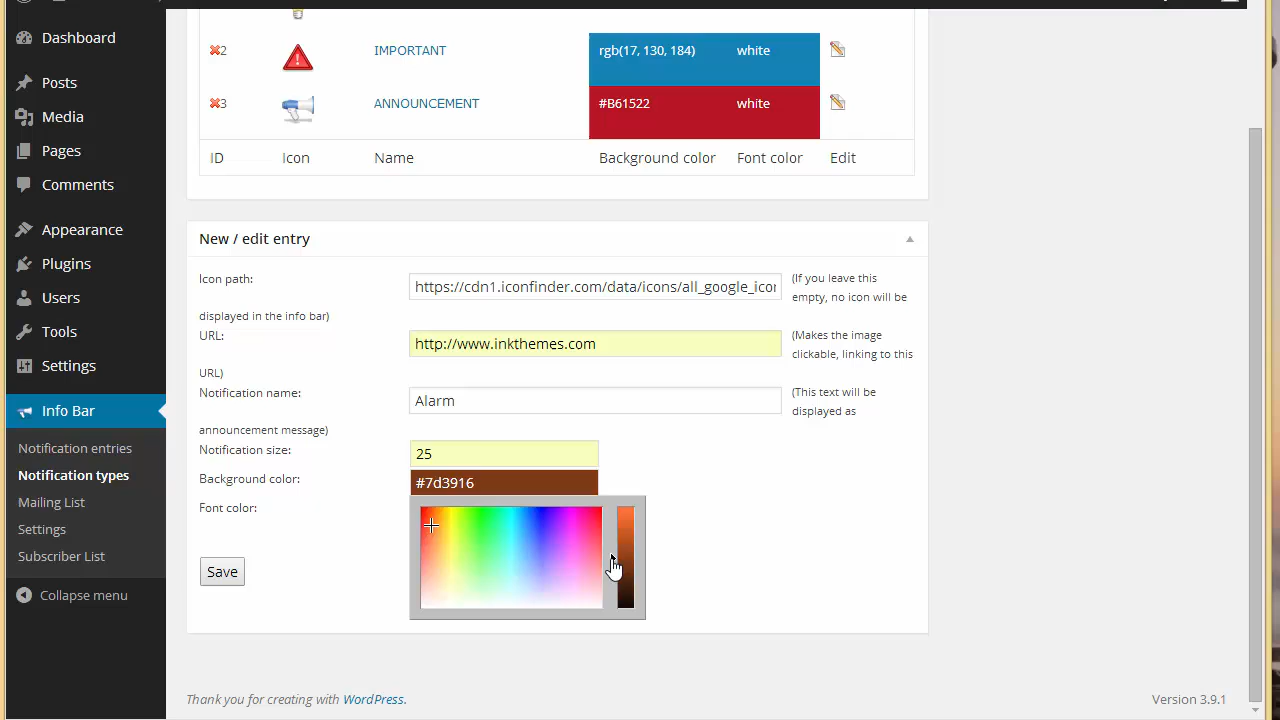 Dashboard
Posts
Media
Pages
Comments
Appearance
Plugins
Users
Tools
Settings
Info Bar
Notification entries
Notification types
Mailing List
Settings
Subscriber List
Collapse menu
2 IMPORTANT rgb(17, 130, 184) white
3 ANNOUNCEMENT #B61522 white
ID Icon Name Background color Font color Edit
New / edit entry
Icon path: https://cdn1.iconfinder.com/data/icons/all_google_icon (If you leave this
empty, no icon will be
displayed in the info bar)
URL: http://www.inkthemes.com (Makes the image
clickable, linking to this
URL)
Notification name: Alarm (This text will be
displayed as
announcement message)
Notification size: 25
Background color: #7d3916
Font color:
Save
Thank you for creating with WordPress. Version 3.9.1